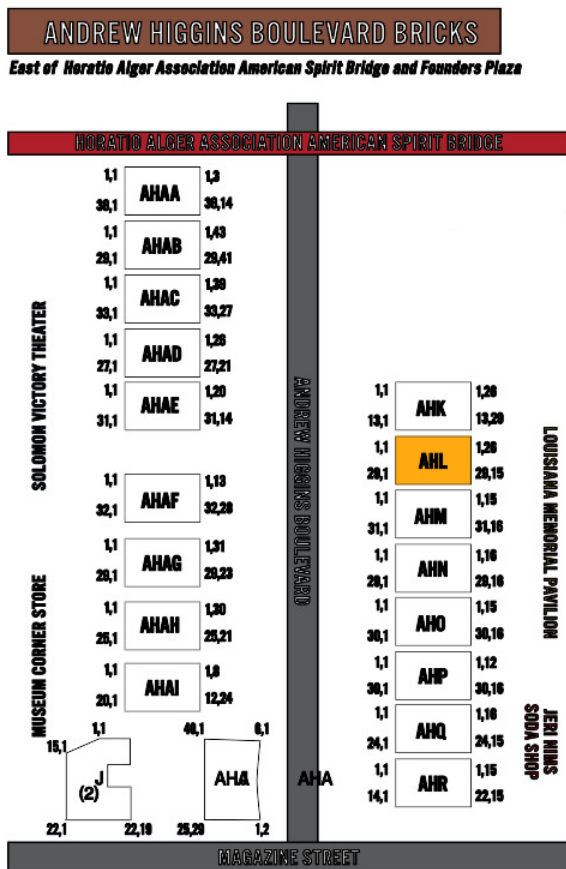 ANDREW HIGGINS BOULEVARD BRICKS
East of Horatio Alger Association American Spirit Bridge and Founders Plaza
HORATIO ALGER ASSOCIATION AMERICAN SPIRIT BRIDGE
1,1 AHAA 1,3
38,1 38,14
1,1 AHAB 1,43
29,1 29,41
1,1 AHAC 1,39
33,1 33,27
1,1 AHAD 1,26
27,1 27,21
1,1 AHAE 1,20
31,1 31,14
1,1 AHAF 1,13
32,1 32,28
1,1 AHAG 1,31
29,1 29,23
1,1 AHAH 1,30
25,1 25,21
1,1 AHAI 1,8
20,1 12,24
SOLOMON VICTORY THEATER
MUSEUM CORNER STORE
1,1
15,1
J
(2)
22,1 22,19
40,1 6,1
25,29 1,2
AHA
ANDREW HIGGINS BOULEVARD
1,1 AHK 1,26
13,1 13,29
1,1 AHL 1,26
29,1 29,15
1,1 AHM 1,15
31,1 31,16
1,1 AHN 1,16
29,1 29,16
1,1 AHO 1,15
30,1 30,16
1,1 AHP 1,12
30,1 30,16
1,1 AHQ 1,16
24,1 24,15
1,1 AHR 1,15
14,1 22,15
LOUISIANA MEMORIAL PAVILION
JERI NIMS
SODA SHOP
MAGAZINE STREET